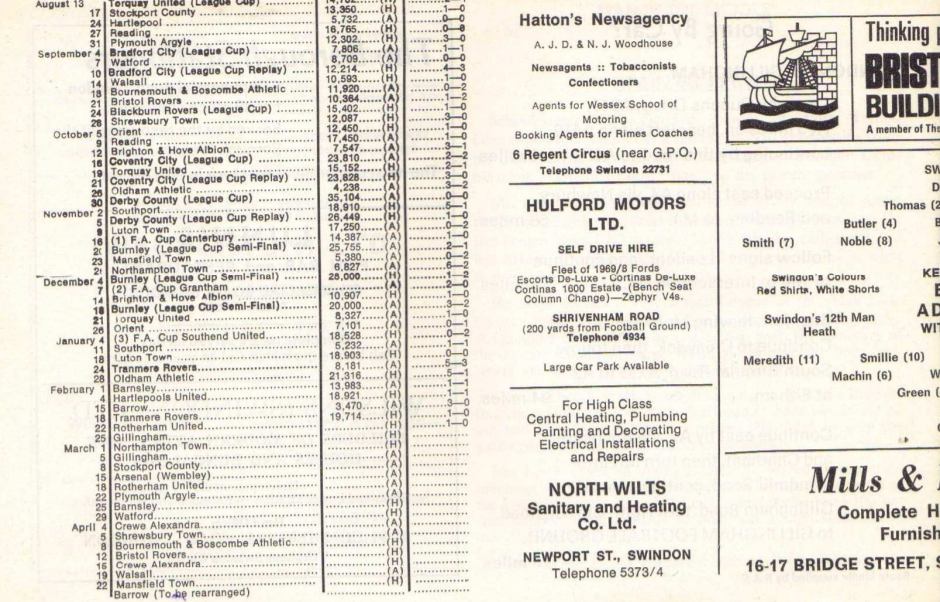 August 13 Torquay United (League Cup) (H)
17 Stockport County 13,350 (H)
24 Hartlepool 5,732 (A) 0—0
27 Reading 16,765 (H) 1—0
31 Plymouth Argyle 12,302 (H)
September 4 Bradford City (League Cup) 7,806 (A) 1—1
7 Watford 8,709 (A) 0—0
10 Bradford City (League Cup Replay) 12,214 (H) 4—3
14 Walsall 10,593 (H) 1—0
18 Bournemouth & Boscombe Athletic 11,920 (A) 0—2
21 Bristol Rovers 10,364 (A) 1—2
24 Blackburn Rovers (League Cup) 15,402 (H) 1—0
28 Shrewsbury Town 12,087 (H) 3—0
October 5 Orient 12,450 (H) 1—0
9 Reading 17,450 (A) 1—0
12 Brighton & Hove Albion 7,547 (A) 3—1
16 Coventry City (League Cup) 23,810 (A) 2—2
19 Torquay United 15,152 (H) 2—1
21 Coventry City (League Cup Replay) 23,828 (H) 3—0
26 Oldham Athletic 4,238 (A) 3—2
30 Derby County (League Cup) 35,104 (A) 0—0
November 2 Southport 18,910 (H) 5—1
5 Derby County (League Cup Replay) 26,449 (H) 1—0
9 Luton Town 17,250 (A) 0—2
16 (1) F.A. Cup Canterbury 14,387 (H) 1—0
20 Burnley (League Cup Semi-Final) 25,755 (A) 2—1
23 Mansfield Town 5,380 (A) 0—2
Northampton Town 6,827 (A) 6—2
December 4 Burnley (League Cup Semi-Final) 28,000 (H) 1—2
7 (2) F.A. Cup Grantham (A) 2—0
14 Brighton & Hove Albion 10,907 (H)
18 Burnley (League Cup Semi-Final) 20,000 (H) 3—2
21 Torquay United 8,327 (A)
26 Orient 7,101 (A) 0—1
January 4 (3) F.A. Cup Southend United 18,528 (H) 0—2
11 Southport 5,232 (A) 1—1
18 Luton Town 18,903 (H)
24 Tranmere Rovers 8,181 (A)
28 Oldham Athletic 21,316 (H) 5—1
February 1 Barnsley 13,983 (A) 1—1
4 Hartlepools United 18,921 (H)
15 Barrow 3,470 (A) 3—0
18 Tranmere Rovers 19,714 (H) 1—0
22 Rotherham United (H)
25 Gillingham (H)
March 1 Northampton Town (H)
5 Gillingham (A)
8 Stockport County (A)
15 Arsenal (Wembley)
18 Rotherham United (A)
22 Plymouth Argyle (A)
25 Barnsley (H)
29 Watford (H)
April 4 Crewe Alexandra (A)
5 Shrewsbury Town (A)
8 Bournemouth & Boscombe Athletic (H)
12 Bristol Rovers (H)
15 Crewe Alexandra (H)
19 Walsall (A)
22 Mansfield Town (H)
Barrow (To be rearranged)
Hatton's Newsagency
A. J. D. & N. J. Woodhouse
Newsagents :: Tobacconists
Confectioners
Agents for Wessex School of
Motoring
Booking Agents for Rimes Coaches
6 Regent Circus (near G.P.O.)
Telephone Swindon 22731
HULFORD MOTORS
LTD.
SELF DRIVE HIRE
Fleet of 1969/8 Fords
Escorts De-Luxe - Cortinas De-Luxe
Cortinas 1600 Estate (Bench Seat
Column Change)—Zephyr V4s.
SHRIVENHAM ROAD
(200 yards from Football Ground)
Telephone 4934
Large Car Park Available
For High Class
Central Heating, Plumbing
Painting and Decorating
Electrical Installations
and Repairs
NORTH WILTS
Sanitary and Heating
Co. Ltd.
NEWPORT ST., SWINDON
Telephone 5373/4
Thinking p
BRIST
BUILDI
A member of The
SW
D
Thomas (2
Butler (4)
Smith (7) Noble (8)
Swindon's Colours
Red Shirts, White Shorts
KE
E
AD
WIT
Swindon's 12th Man
Heath
Meredith (11) Smillie (10)
Machin (6)
W
Green (
Mills &
Complete H
Furnish
16-17 BRIDGE STREET, S